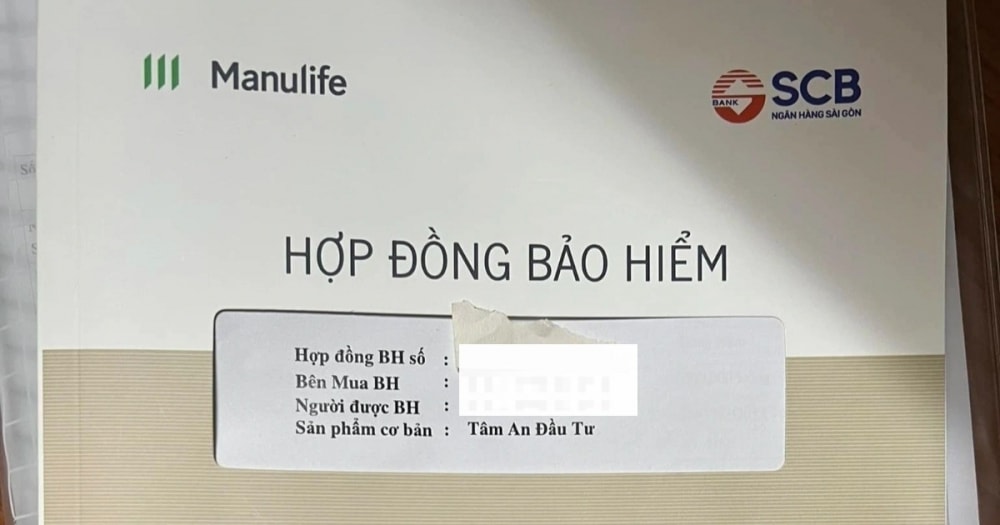 Manulife
BANK
SCB
NGÂN HÀNG SÀI GÒN
HỢP ĐỒNG BẢO HIỂM
Hợp đồng BH số :
Bên Mua BH :
Người được BH :
Sản phẩm cơ bản : Tâm An Đầu Tư
Số